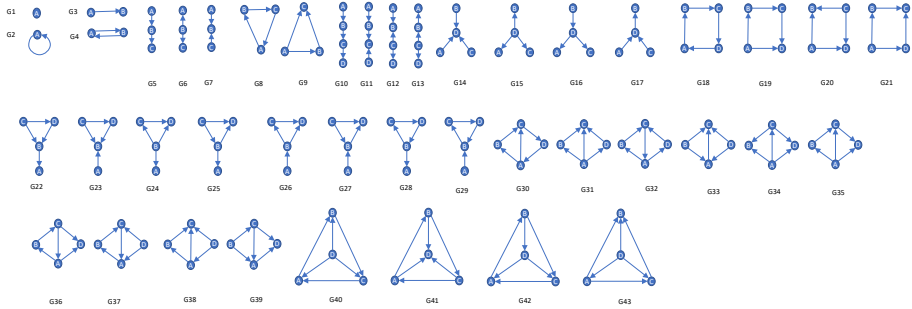 G1 A G3 A B
G2 A G4 A B
A A A B C C A A A A B B B B B C B C B C B C
B B B B B B B D D D D
C C C A A B C C C C A C A C A C A C A D A D A D A D
D D D D
G5 G6 G7 G8 G9 G10 G11 G12 G13 G14 G15 G16 G17 G18 G19 G20 G21
C D C D C D C D C D C D C D C D C C C C C C
B B B B B B B B B D B D B D B D B D B D
A A A A A A A A A A A A A A
G22 G23 G24 G25 G26 G27 G28 G29 G30 G31 G32 G33 G34 G35
C C C C B B B B
B D B D B D B D D D D D
A A A A A C A C A C A C
G36 G37 G38 G39 G40 G41 G42 G43